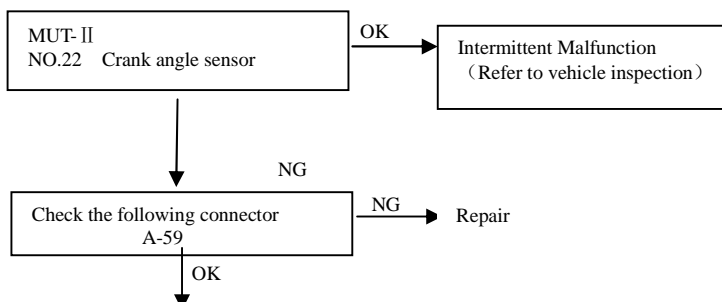 MUT-Ⅱ
NO.22 Crank angle sensor
OK
Intermittent Malfunction
（Refer to vehicle inspection）
NG
Check the following connector
A-59
NG
Repair
OK